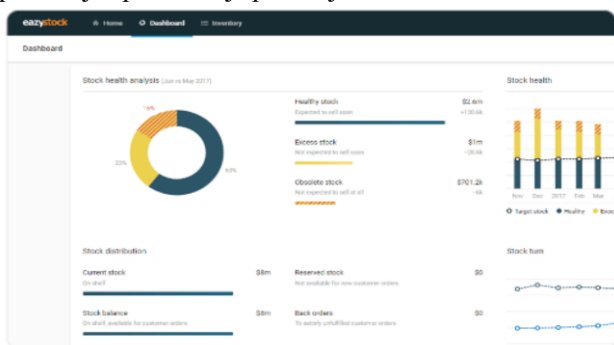 eazystock Home Dashboard Inventory
Dashboard
Stock health analysis (Jun vs May 2017)
Stock health
Healthy stock $2.6m
Expected to sell soon
Excess stock $1m
Not expected to sell soon
Obsolete stock $701.2k
Not expected to sell at all
Nov Dec 2017 Feb Mar
Target stock Healthy
Stock distribution
Stock turn
Current stock $8m
On shelf
Reserved stock $0
Not available for new customer orders
Stock balance $8m
On shelf, available for customer orders
Back orders $0
To satisfy unfulfilled customer orders